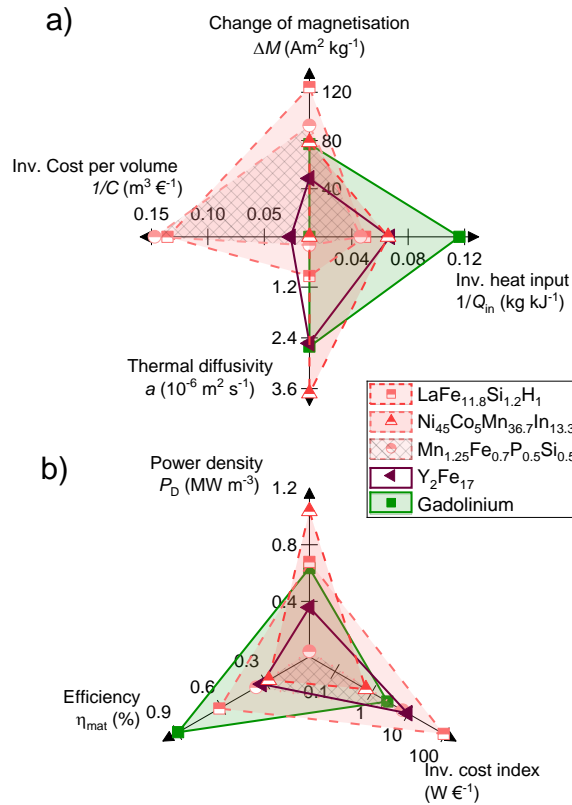 a)
Change of magnetisation
ΔM (Am² kg⁻¹)
120
80
40
Inv. Cost per volume
1/C (m³ €⁻¹)
0.15
0.10
0.05
0.04
0.08
0.12
Inv. heat input
1/Qᵢₙ (kg kJ⁻¹)
1.2
2.4
3.6
Thermal diffusivity
a (10⁻⁶ m² s⁻¹)
LaFe₁₁.₈Si₁.₂H₁
Ni₄₅Co₅Mn₃₆.₇In₁₃.₃
Mn₁.₂₅Fe₀.₇P₀.₅Si₀.₅
Y₂Fe₁₇
Gadolinium
b)
Power density
P_D (MW m⁻³)
1.2
0.8
0.4
0.3
0.6
0.9
Efficiency
η_mat (%)
0.1
1
10
100
Inv. cost index
(W €⁻¹)